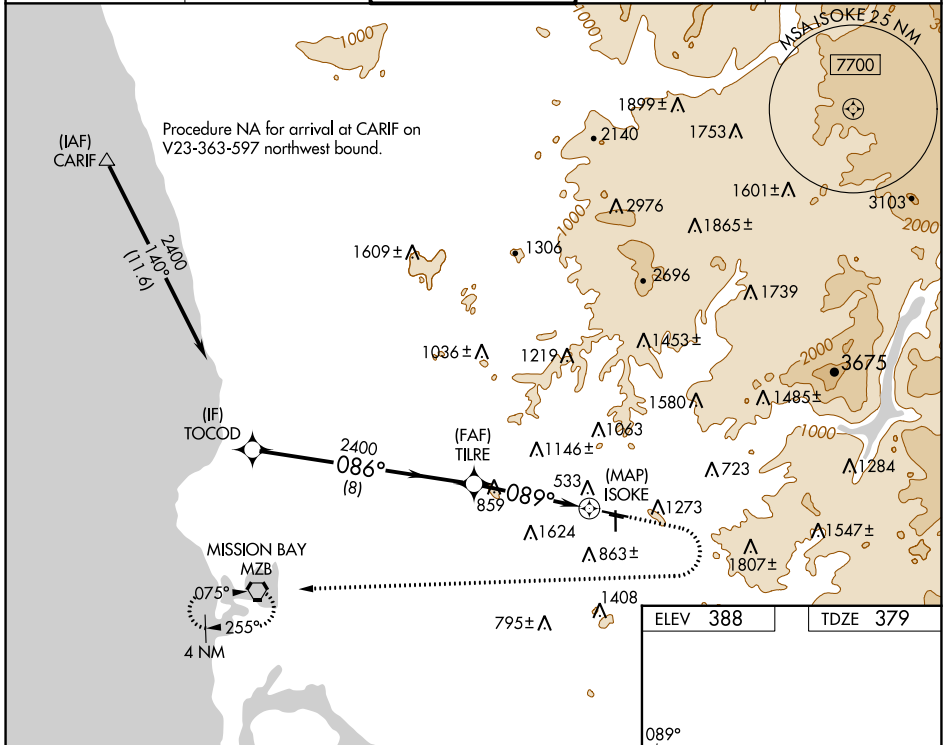 1000
MSA ISOKE 25 NM
7700
1899±
2140
1753
Procedure NA for arrival at CARIF on
V23-363-597 northwest bound.
(IAF)
CARIF
1601±
3103
2000
2976
1000
1865±
2400
140°
(11.6)
1609±
1306
2696
1739
1036±
1219
1453±
2000
3675
1580
1485±
(IF)
TOCOD
2400
086°
(8)
(FAF)
TILRE
1146±
1063
1000
723
1284
859
089°
533
(MAP)
ISOKE
1273
1624
863±
1547±
1807±
MISSION BAY
MZB
075°
255°
4 NM
795±
1408
ELEV 388
TDZE 379
089°